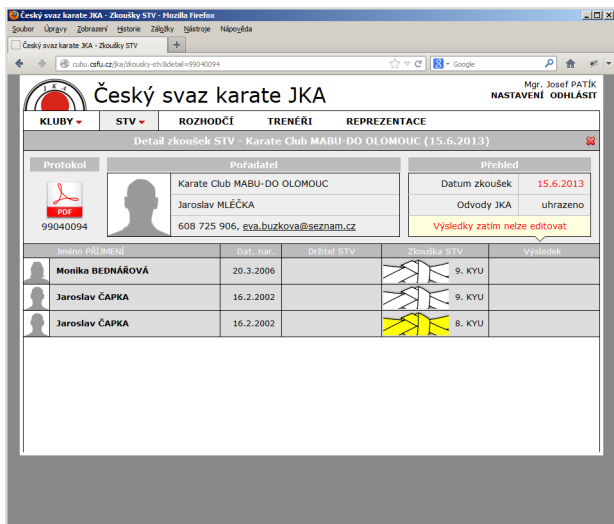 Český svaz karate JKA - Zkoušky STV - Mozilla Firefox
Soubor Úpravy Zobrazení Historie Záložky Nástroje Nápověda
Český svaz karate JKA - Zkoušky STV
cubu.csfu.cz/jka/zkousky-stv&detail=99040094 Google
JKA
Český svaz karate JKA
Mgr. Josef PATÍK
NASTAVENÍ ODHLÁSIT
KLUBY STV ROZHODČÍ TRENÉŘI REPREZENTACE
Detail zkoušek STV - Karate Club MABU-DO OLOMOUC (15.6.2013)
Protokol Pořadatel Přehled
Karate Club MABU-DO OLOMOUC Datum zkoušek 15.6.2013
Jaroslav MLÉČKA Odvody JKA uhrazeno
PDF
99040094 608 725 906, eva.buzkova@seznam.cz Výsledky zatím nelze editovat
Jméno PŘÍJMENÍ Dat. nar. Držitel STV Zkouška STV Výsledek
Monika BEDNÁŘOVÁ 20.3.2006 9. KYU
Jaroslav ČAPKA 16.2.2002 9. KYU
Jaroslav ČAPKA 16.2.2002 8. KYU